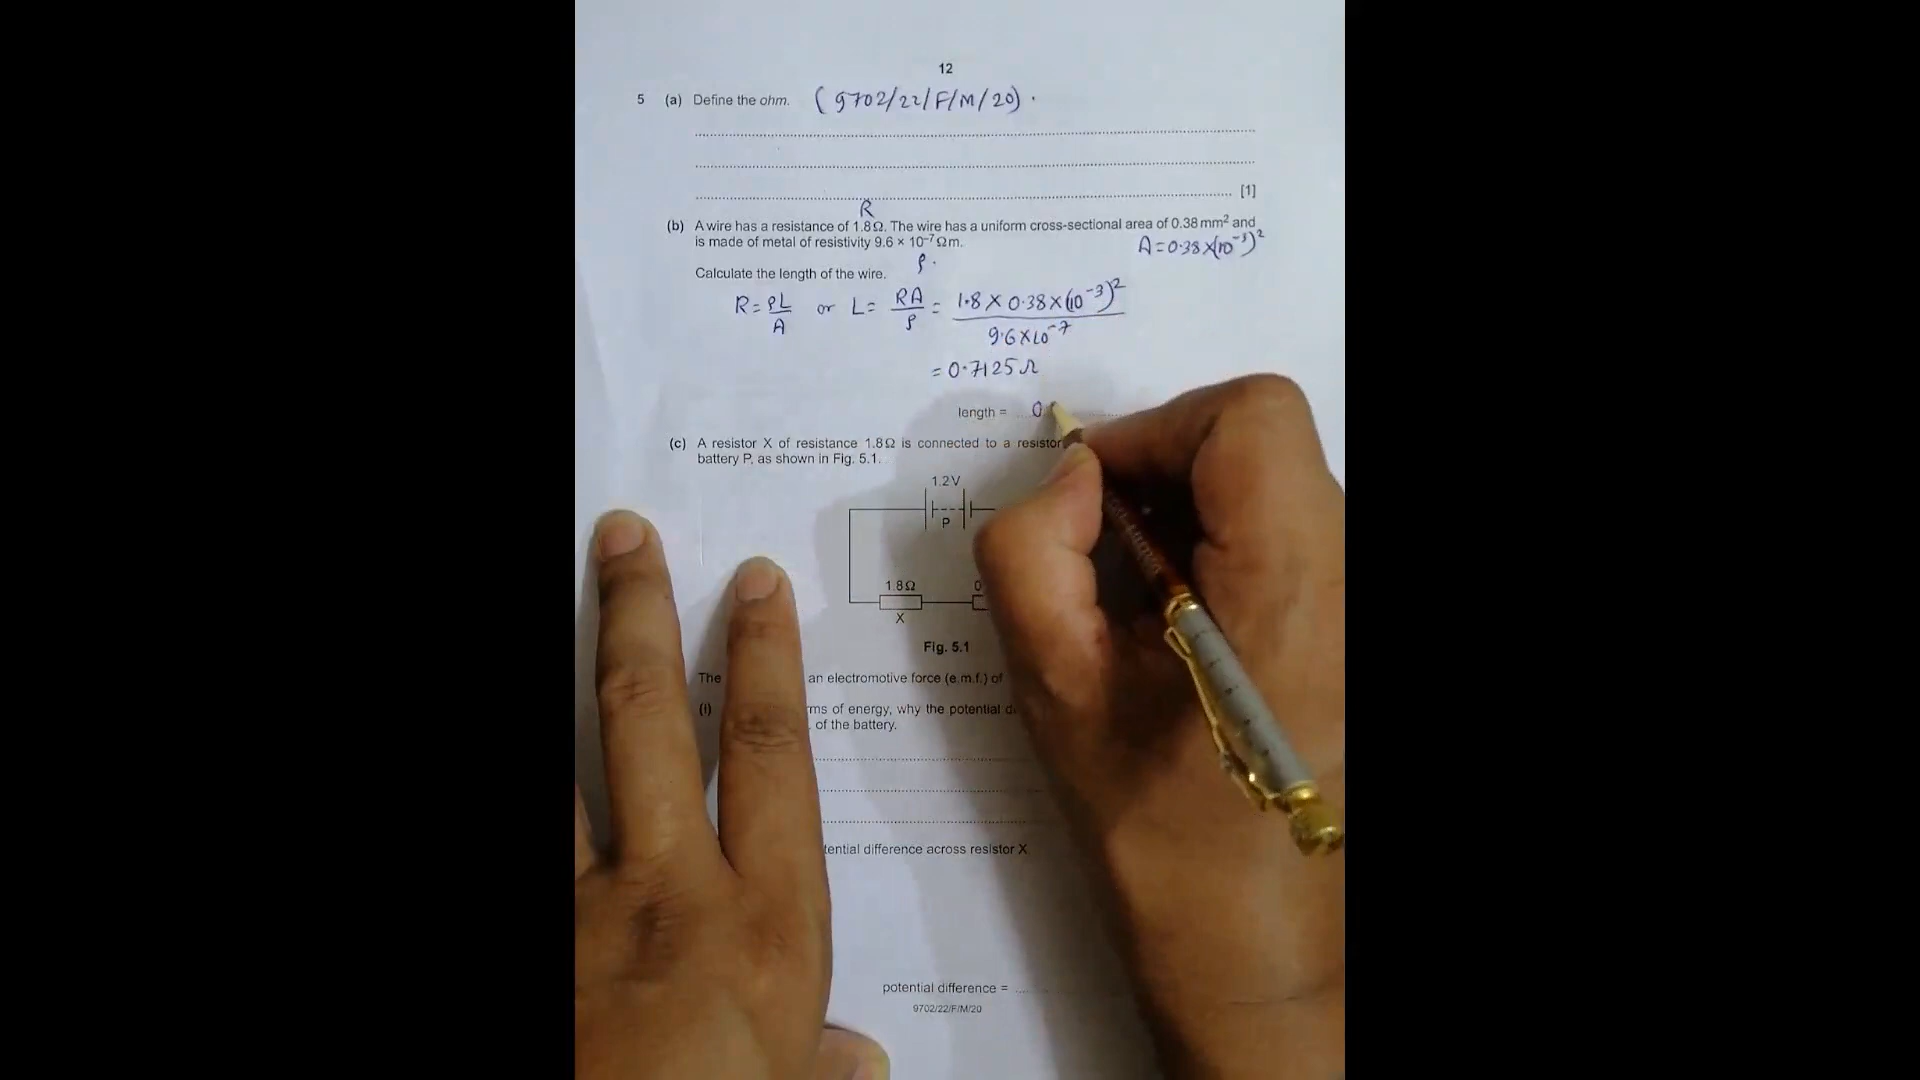 12
5 (a) Define the ohm. (9702/22/F/M/20).
[1]
R
(b) A wire has a resistance of 1.8Ω. The wire has a uniform cross-sectional area of 0.38 mm² and
is made of metal of resistivity 9.6 × 10⁻⁷ Ωm.
A = 0.38×(10⁻³)²
ρ.
Calculate the length of the wire.
R = ρL/A or L = RA/ρ = 1.8 × 0.38 × (10⁻³)² / 9.6×10⁻⁷
= 0.7125 Ω
length = 0
(c) A resistor X of resistance 1.8Ω is connected to a resistor
battery P, as shown in Fig. 5.1.
1.2V
P
1.8Ω 0
X
Fig. 5.1
The an electromotive force (e.m.f.) of
(i) of energy, why the potential
of the battery.
difference across resistor X
potential difference =
9702/22/F/M/20